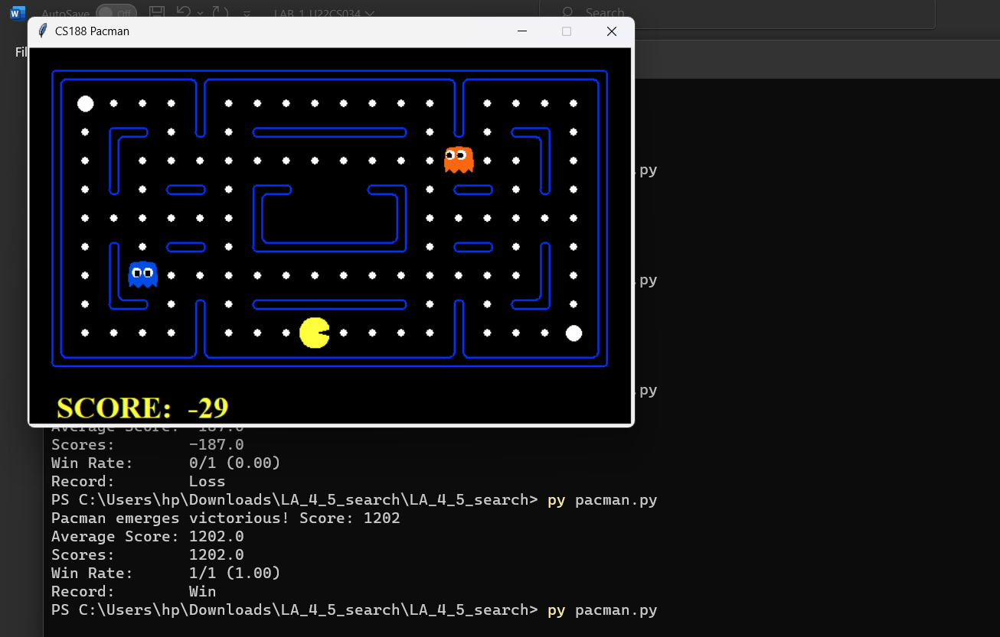 W AutoSave Off LAB_1_U22CS034 Search
CS188 Pacman
Fil
.py
.py
.py
SCORE: -29
Average Score: -187.0
Scores: -187.0
Win Rate: 0/1 (0.00)
Record: Loss
PS C:\Users\hp\Downloads\LA_4_5_search\LA_4_5_search> py pacman.py
Pacman emerges victorious! Score: 1202
Average Score: 1202.0
Scores: 1202.0
Win Rate: 1/1 (1.00)
Record: Win
PS C:\Users\hp\Downloads\LA_4_5_search\LA_4_5_search> py pacman.py